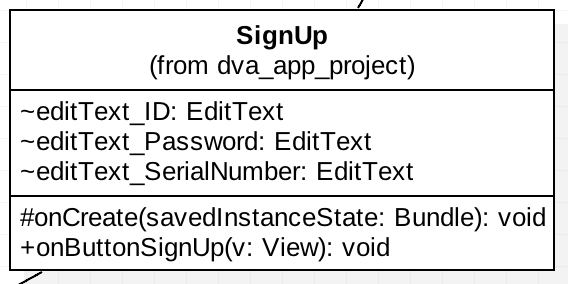 SignUp
(from dva_app_project)
~editText_ID: EditText
~editText_Password: EditText
~editText_SerialNumber: EditText
#onCreate(savedInstanceState: Bundle): void
+onButtonSignUp(v: View): void